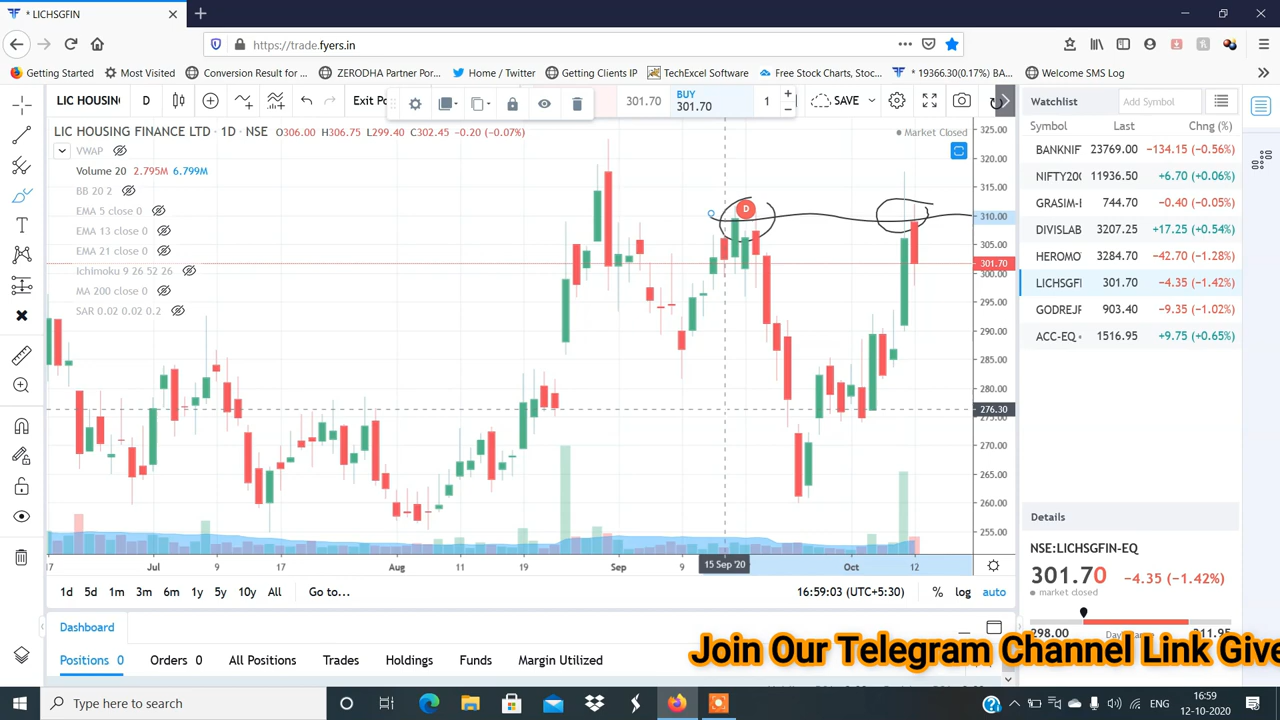 * LICHSGFIN
https://trade.fyers.in
Getting Started Most Visited Conversion Result for ... ZERODHA Partner Por... Home / Twitter Getting Clients IP TechExcel Software Free Stock Charts, Stoc... * 19366.30(0.17%) BA... Welcome SMS Log
LIC HOUSING D Exit Po 301.70 BUY 301.70 1 SAVE
LIC HOUSING FINANCE LTD · 1D · NSE O306.00 H306.75 L299.40 C302.45 -0.20 (-0.07%)
Market Closed
VWAP
Volume 20 2.795M 6.799M
BB 20 2
EMA 5 close 0
EMA 13 close 0
EMA 21 close 0
Ichimoku 9 26 52 26
MA 200 close 0
SAR 0.02 0.02 0.2
D
325.00
320.00
315.00
310.00
305.00
301.70
300.00
295.00
290.00
285.00
280.00
276.30
275.00
270.00
265.00
260.00
255.00
17 Jul 9 17 Aug 11 19 Sep 9 15 Sep '20 Oct 12
1d 5d 1m 3m 6m 1y 5y 10y All Go to... 16:59:03 (UTC+5:30) % log auto
Dashboard
Positions 0 Orders 0 All Positions Trades Holdings Funds Margin Utilized
Watchlist Add Symbol
Symbol Last Chng (%)
BANKNIF 23769.00 −134.15 (−0.56%)
NIFTY200 11936.50 +6.70 (+0.06%)
GRASIM-E 744.70 −0.40 (−0.05%)
DIVISLAB 3207.25 +17.25 (+0.54%)
HEROMO 3284.70 −42.70 (−1.28%)
LICHSGFI 301.70 −4.35 (−1.42%)
GODREJF 903.40 −9.35 (−1.02%)
ACC-EQ 1516.95 +9.75 (+0.65%)
Details
NSE:LICHSGFIN-EQ
301.70 −4.35 (−1.42%)
market closed
298.00 311.95
Join Our Telegram Channel Link Give
Type here to search
ENG 16:59
12-10-2020